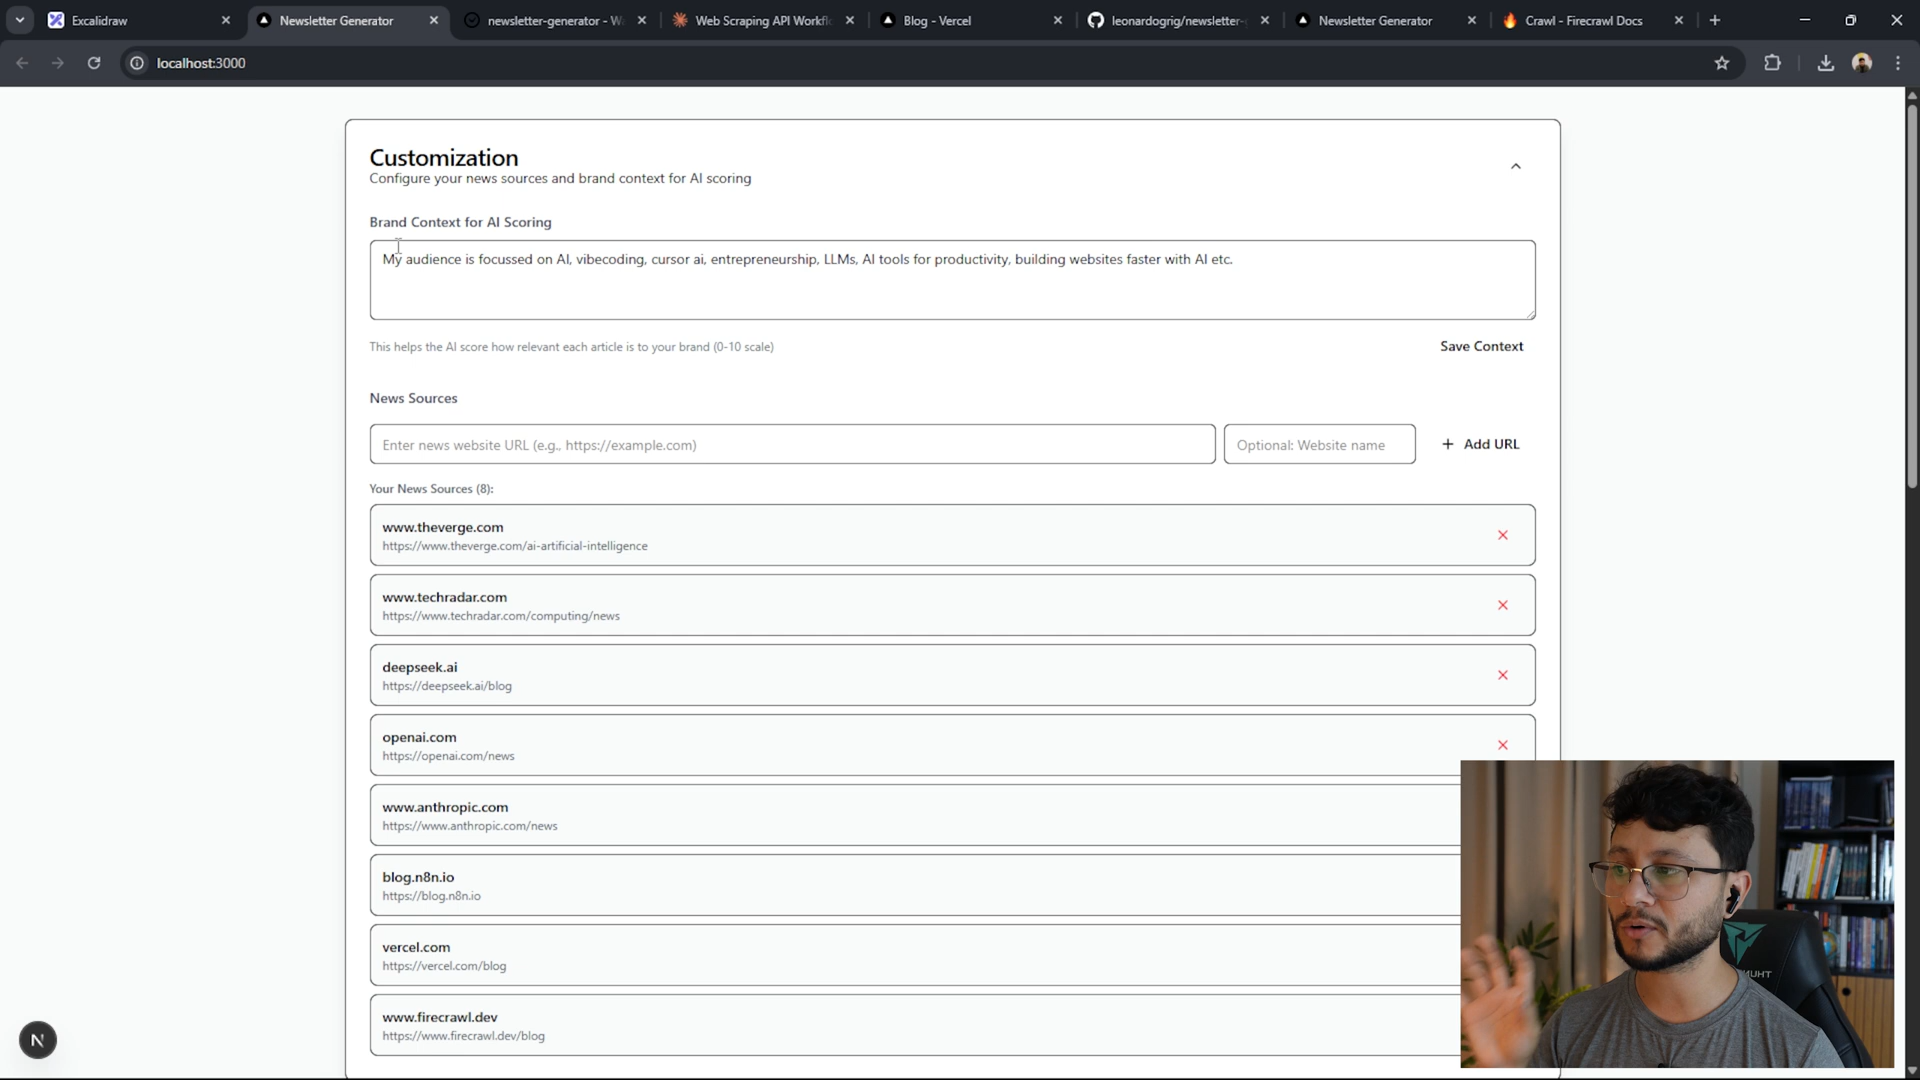 Excalidraw
Newsletter Generator
newsletter-generator - W
Web Scraping API Workfl
Blog - Vercel
leonardogrig/newsletter-
Newsletter Generator
Crawl - Firecrawl Docs
localhost:3000
Customization
Configure your news sources and brand context for AI scoring
Brand Context for AI Scoring
My audience is focussed on AI, vibecoding, cursor ai, entrepreneurship, LLMs, AI tools for productivity, building websites faster with AI etc.
This helps the AI score how relevant each article is to your brand (0-10 scale)
Save Context
News Sources
Enter news website URL (e.g., https://example.com)
Optional: Website name
+ Add URL
Your News Sources (8):
www.theverge.com
https://www.theverge.com/ai-artificial-intelligence
www.techradar.com
https://www.techradar.com/computing/news
deepseek.ai
https://deepseek.ai/blog
openai.com
https://openai.com/news
www.anthropic.com
https://www.anthropic.com/news
blog.n8n.io
https://blog.n8n.io
vercel.com
https://vercel.com/blog
www.firecrawl.dev
https://www.firecrawl.dev/blog
N